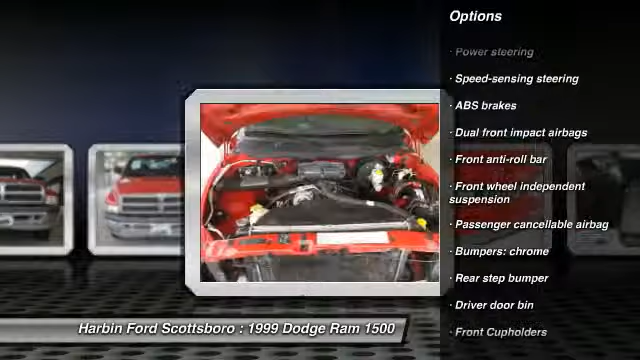 Options
· Power steering
· Speed-sensing steering
· ABS brakes
· Dual front impact airbags
· Front anti-roll bar
· Front wheel independent
suspension
· Passenger cancellable airbag
· Bumpers: chrome
· Rear step bumper
· Driver door bin
· Front Cupholders
Harbin Ford Scottsboro : 1999 Dodge Ram 1500